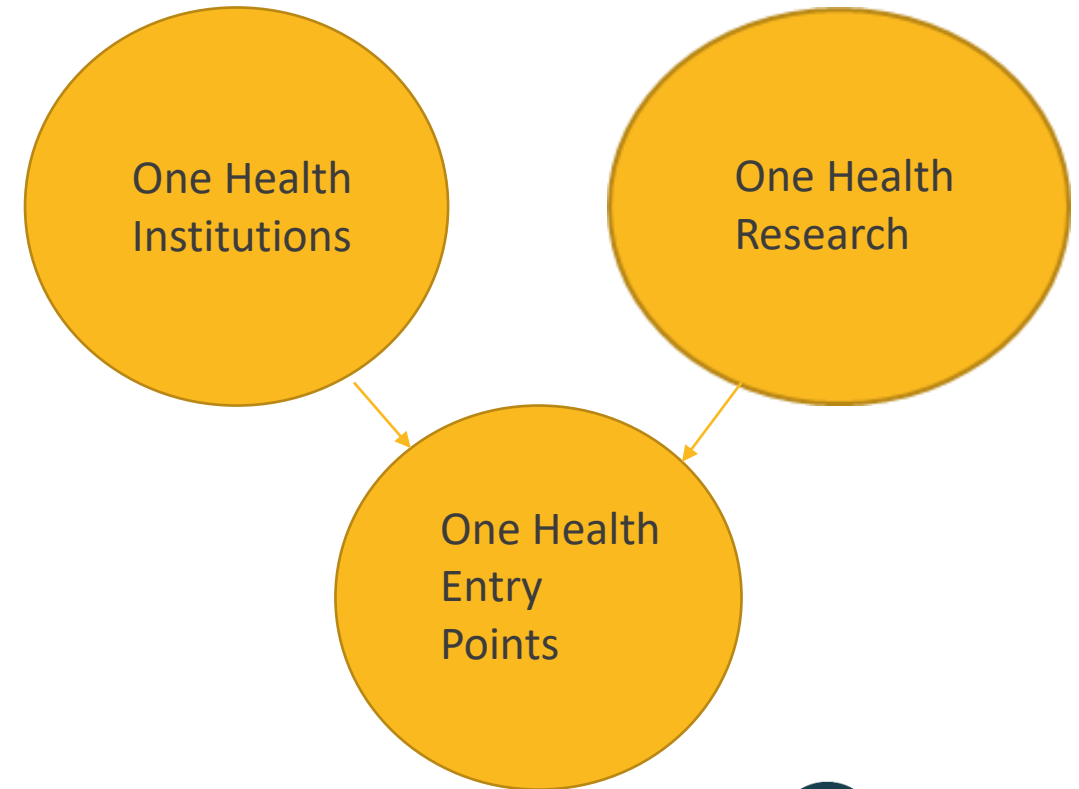 One Health
Institutions
One Health
Research
One Health
Entry
Points